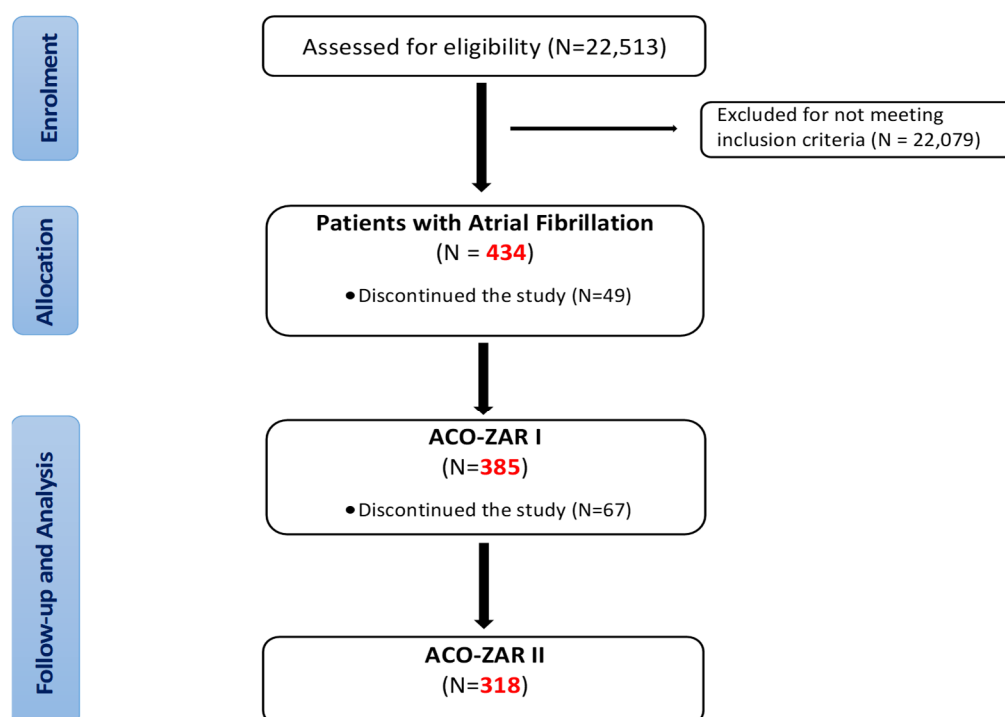 Enrolment
Assessed for eligibility (N=22,513)
Excluded for not meeting
inclusion criteria (N = 22,079)
Allocation
Patients with Atrial Fibrillation
(N = 434)
•Discontinued the study (N=49)
Follow-up and Analysis
ACO-ZAR I
(N=385)
•Discontinued the study (N=67)
ACO-ZAR II
(N=318)